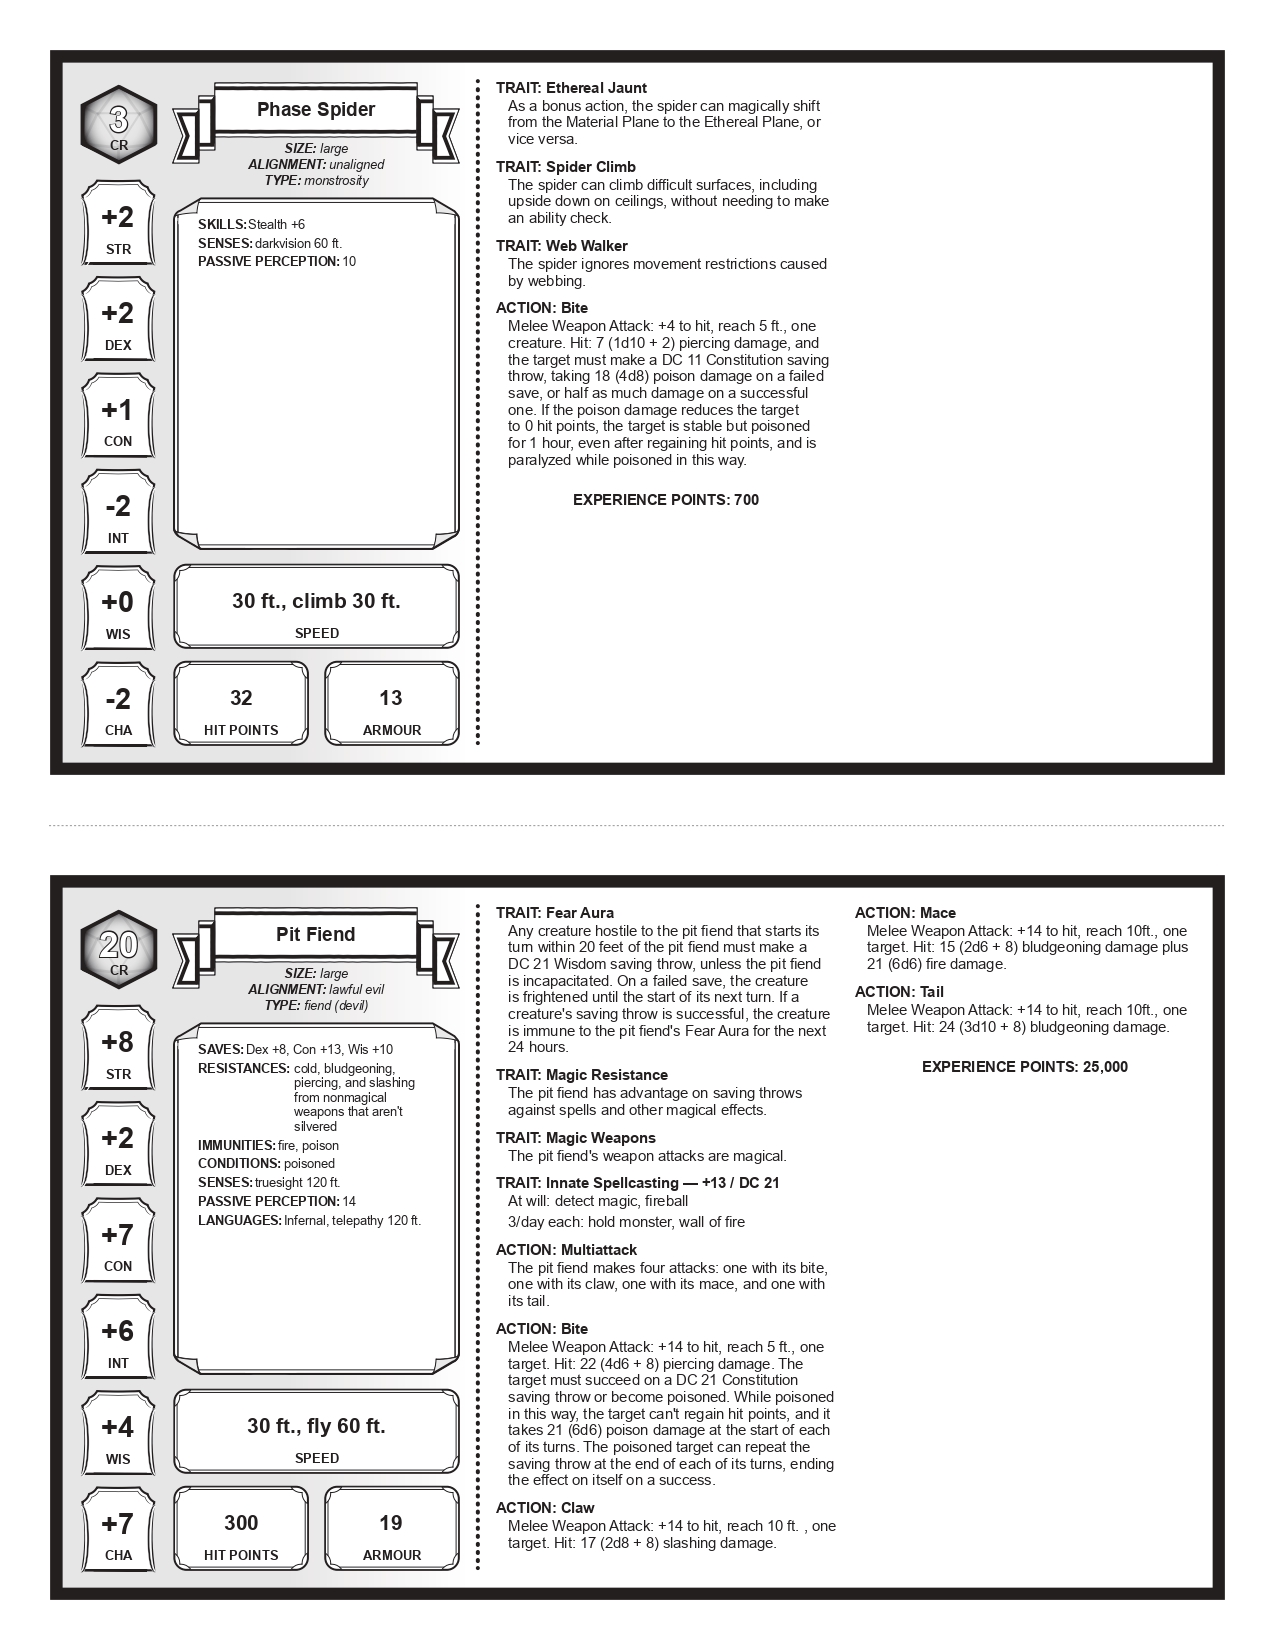 3
CR
Phase Spider
SIZE: large
ALIGNMENT: unaligned
TYPE: monstrosity
+2
STR
+2
DEX
+1
CON
-2
INT
+0
WIS
-2
CHA
SKILLS: Stealth +6
SENSES: darkvision 60 ft.
PASSIVE PERCEPTION: 10
30 ft., climb 30 ft.
SPEED
32
HIT POINTS
13
ARMOUR
TRAIT: Ethereal Jaunt
As a bonus action, the spider can magically shift
from the Material Plane to the Ethereal Plane, or
vice versa.
TRAIT: Spider Climb
The spider can climb difficult surfaces, including
upside down on ceilings, without needing to make
an ability check.
TRAIT: Web Walker
The spider ignores movement restrictions caused
by webbing.
ACTION: Bite
Melee Weapon Attack: +4 to hit, reach 5 ft., one
creature. Hit: 7 (1d10 + 2) piercing damage, and
the target must make a DC 11 Constitution saving
throw, taking 18 (4d8) poison damage on a failed
save, or half as much damage on a successful
one. If the poison damage reduces the target
to 0 hit points, the target is stable but poisoned
for 1 hour, even after regaining hit points, and is
paralyzed while poisoned in this way.
EXPERIENCE POINTS: 700
20
CR
Pit Fiend
SIZE: large
ALIGNMENT: lawful evil
TYPE: fiend (devil)
+8
STR
+2
DEX
+7
CON
+6
INT
+4
WIS
+7
CHA
SAVES: Dex +8, Con +13, Wis +10
RESISTANCES: cold, bludgeoning,
piercing, and slashing
from nonmagical
weapons that aren't
silvered
IMMUNITIES: fire, poison
CONDITIONS: poisoned
SENSES: truesight 120 ft.
PASSIVE PERCEPTION: 14
LANGUAGES: Infernal, telepathy 120 ft.
30 ft., fly 60 ft.
SPEED
300
HIT POINTS
19
ARMOUR
TRAIT: Fear Aura
Any creature hostile to the pit fiend that starts its
turn within 20 feet of the pit fiend must make a
DC 21 Wisdom saving throw, unless the pit fiend
is incapacitated. On a failed save, the creature
is frightened until the start of its next turn. If a
creature's saving throw is successful, the creature
is immune to the pit fiend's Fear Aura for the next
24 hours.
TRAIT: Magic Resistance
The pit fiend has advantage on saving throws
against spells and other magical effects.
TRAIT: Magic Weapons
The pit fiend's weapon attacks are magical.
TRAIT: Innate Spellcasting — +13 / DC 21
At will: detect magic, fireball
3/day each: hold monster, wall of fire
ACTION: Multiattack
The pit fiend makes four attacks: one with its bite,
one with its claw, one with its mace, and one with
its tail.
ACTION: Bite
Melee Weapon Attack: +14 to hit, reach 5 ft., one
target. Hit: 22 (4d6 + 8) piercing damage. The
target must succeed on a DC 21 Constitution
saving throw or become poisoned. While poisoned
in this way, the target can't regain hit points, and it
takes 21 (6d6) poison damage at the start of each
of its turns. The poisoned target can repeat the
saving throw at the end of each of its turns, ending
the effect on itself on a success.
ACTION: Claw
Melee Weapon Attack: +14 to hit, reach 10 ft. , one
target. Hit: 17 (2d8 + 8) slashing damage.
ACTION: Mace
Melee Weapon Attack: +14 to hit, reach 10ft., one
target. Hit: 15 (2d6 + 8) bludgeoning damage plus
21 (6d6) fire damage.
ACTION: Tail
Melee Weapon Attack: +14 to hit, reach 10ft., one
target. Hit: 24 (3d10 + 8) bludgeoning damage.
EXPERIENCE POINTS: 25,000